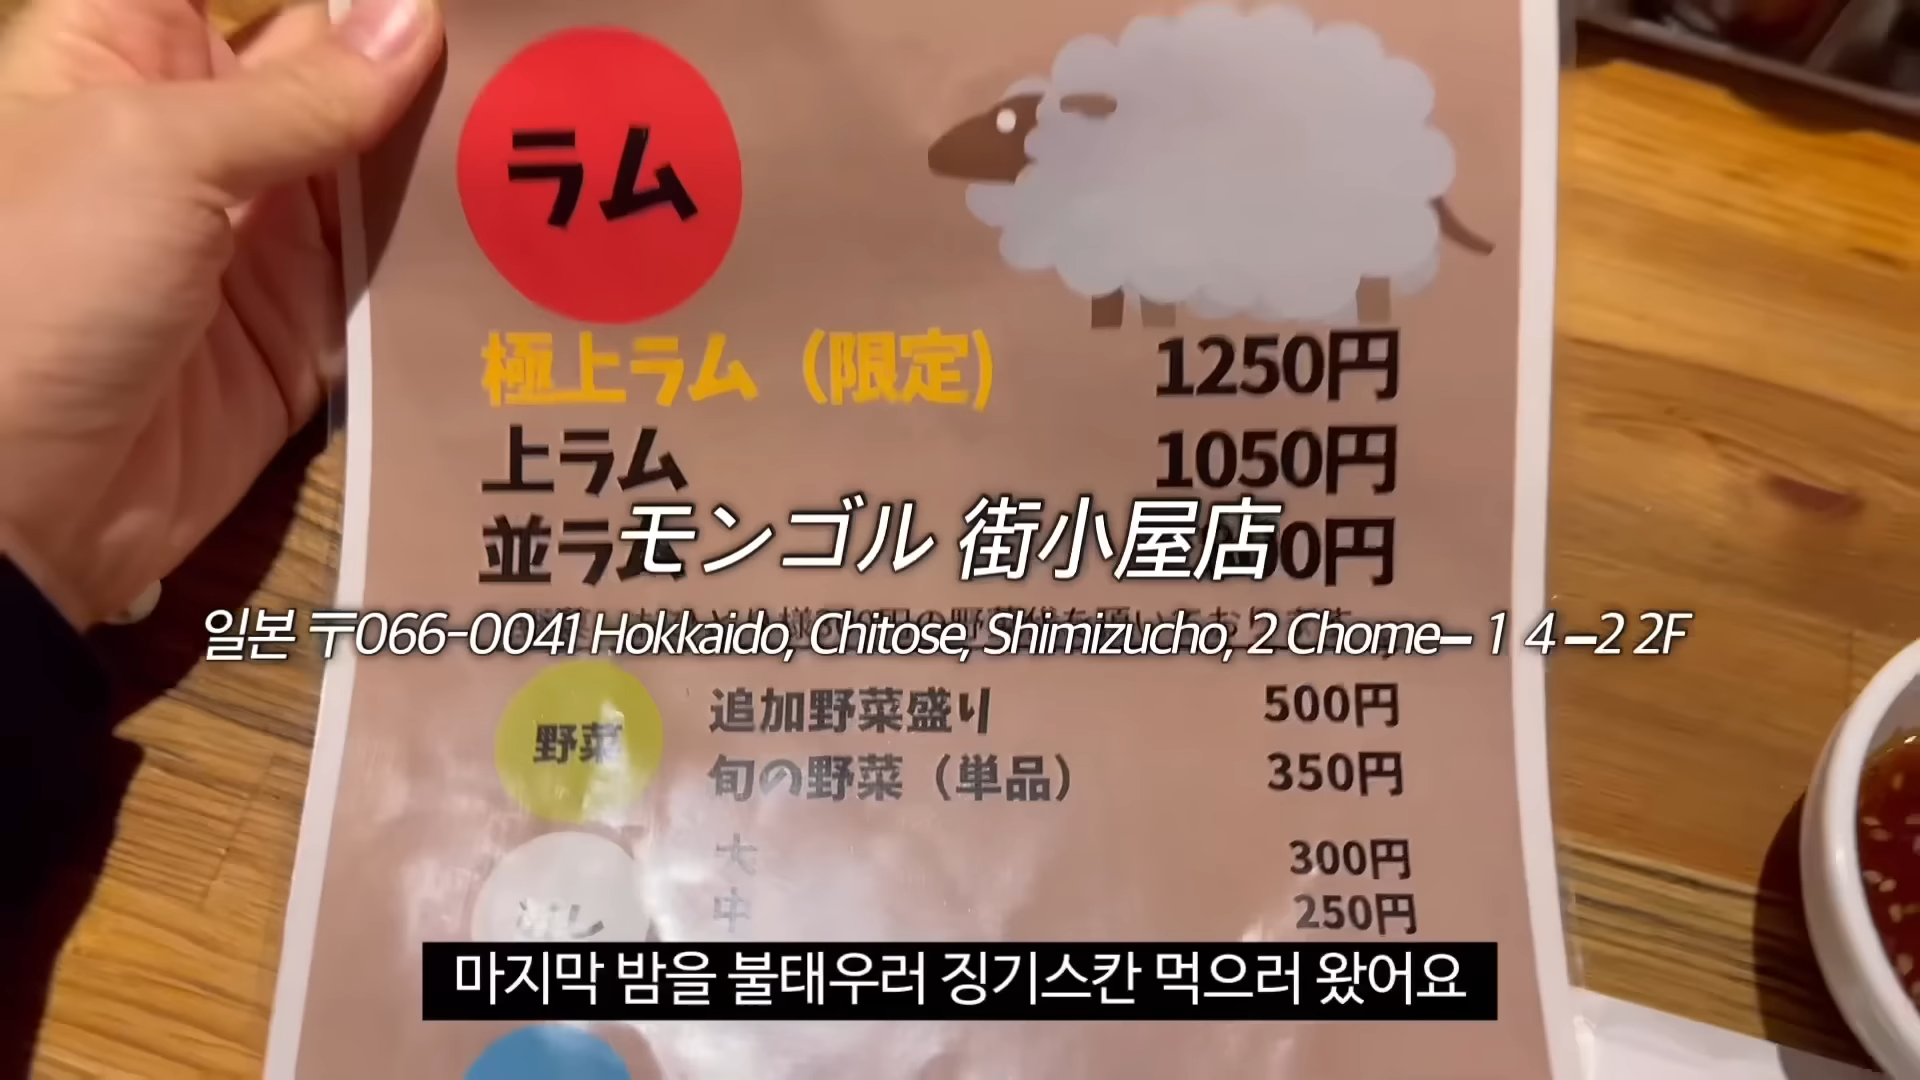 ラム
極上ラム（限定） 1250円
上ラム 1050円
並ラム 円
モンゴル 街小屋店
일본 〒066-0041 Hokkaido, Chitose, Shimizucho, 2 Chome−１４−2 2F
野菜
追加野菜盛り 500円
旬の野菜（単品） 350円
大 300円
中 250円
마지막 밤을 불태우러 징기스칸 먹으러 왔어요